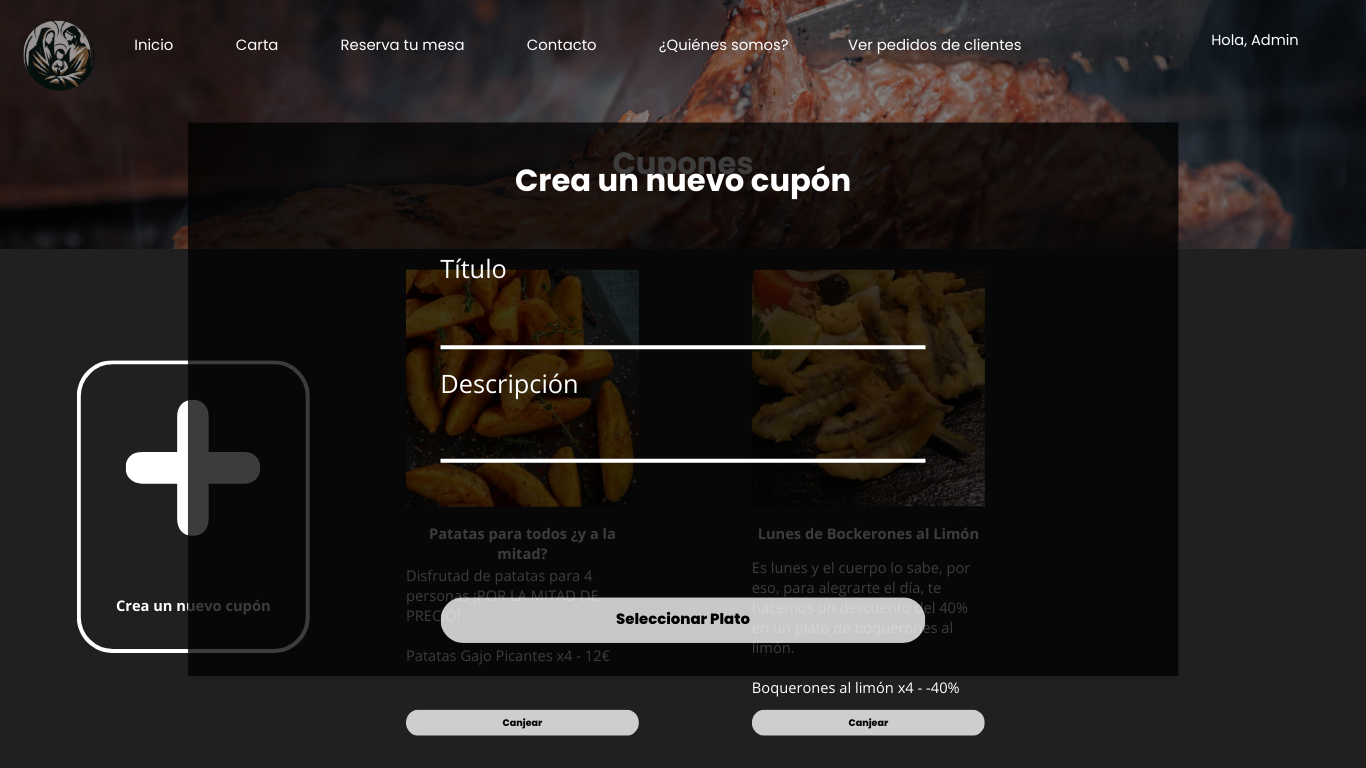 Inicio
Carta
Reserva tu mesa
Contacto
¿Quiénes somos?
Ver pedidos de clientes
Hola, Admin
Cupones
Crea un nuevo cupón
Título
Descripción
Crea un nuevo cupón
Patatas para todos ¿y a la
mitad?
Disfrutad de patatas para 4
personas ¡POR LA MITAD DE
PRECIO!
Patatas Gajo Picantes x4 - 12€
Lunes de Bockerones al Limón
Es lunes y el cuerpo lo sabe, por
eso, para alegrarte el día, te
hacemos un descuento del 40%
en un plato de boquerones al
limón.
Boquerones al limón x4 - -40%
Seleccionar Plato
Canjear
Canjear